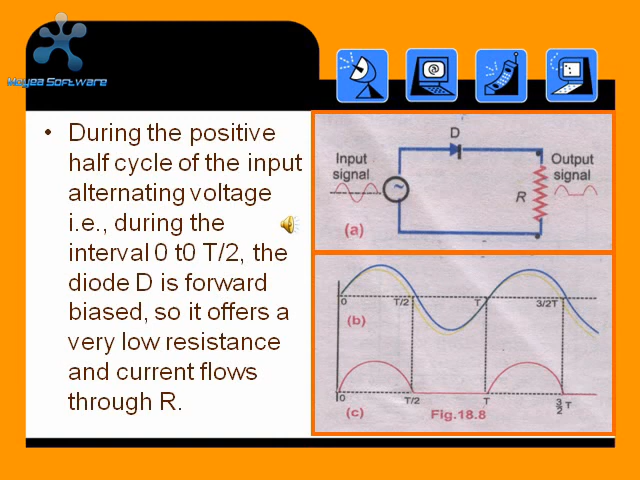 Moyea Software
• During the positive
half cycle of the input
alternating voltage
i.e., during the
interval 0 t0 T/2, the
diode D is forward
biased, so it offers a
very low resistance
and current flows
through R.
D
Input
signal
Output
signal
~
R
(a)
0 T/2 T 3/2T
(b)
0 T/2 T 3/2 T
(c)
Fig.18.8